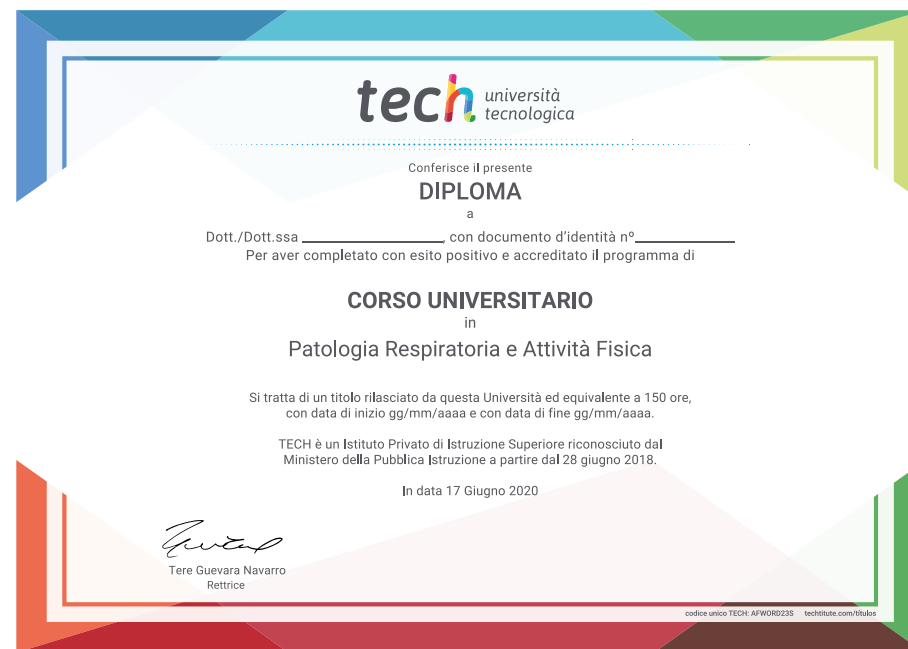 tech università
tecnologica
Conferisce il presente
DIPLOMA
a
Dott./Dott.ssa ____________________, con documento d'identità nº______________
Per aver completato con esito positivo e accreditato il programma di
CORSO UNIVERSITARIO
in
Patologia Respiratoria e Attività Fisica
Si tratta di un titolo rilasciato da questa Università ed equivalente a 150 ore,
con data di inizio gg/mm/aaaa e con data di fine gg/mm/aaaa.
TECH è un Istituto Privato di Istruzione Superiore riconosciuto dal
Ministero della Pubblica Istruzione a partire dal 28 giugno 2018.
In data 17 Giugno 2020
Tere Guevara Navarro
Rettrice
codice unico TECH: AFWORD23S techtitute.com/títulos